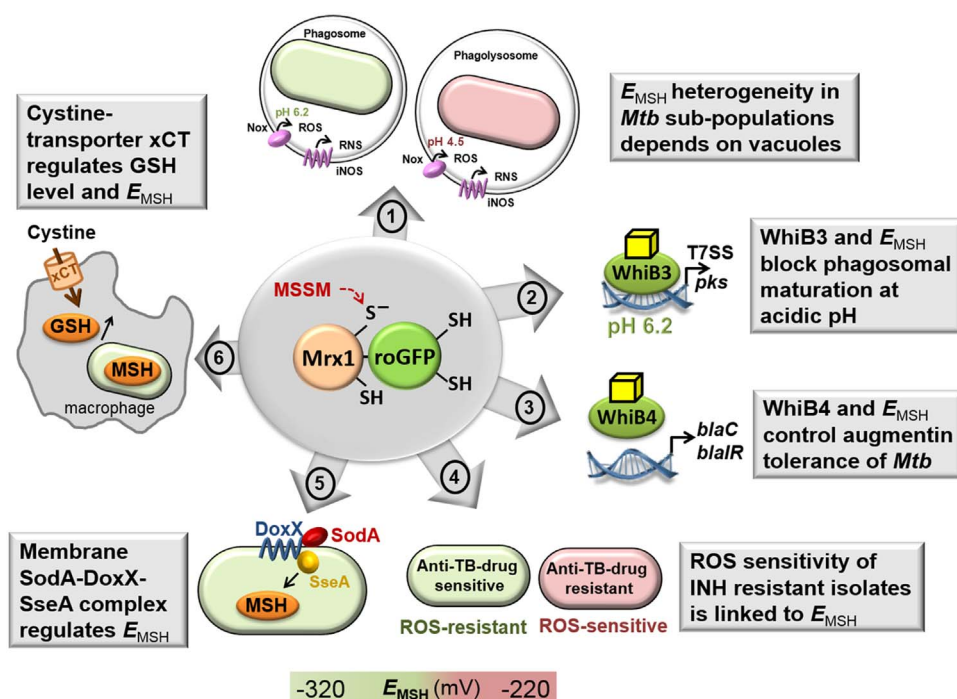 Phagosome
pH 6.2
Nox
ROS
RNS
iNOS
Phagolysosome
pH 4.5
Nox
ROS
RNS
iNOS
EMSH heterogeneity in
Mtb sub-populations
depends on vacuoles
Cystine-
transporter xCT
regulates GSH
level and EMSH
Cystine
xCT
GSH
MSH
macrophage
1
2
3
4
5
6
MSSM
S−
Mrx1
roGFP
SH
SH
SH
WhiB3
T7SS
pks
pH 6.2
WhiB3 and EMSH
block phagosomal
maturation at
acidic pH
WhiB4
blaC
blaIR
WhiB4 and EMSH
control augmentin
tolerance of Mtb
Membrane
SodA-DoxX-
SseA complex
regulates EMSH
DoxX
SodA
SseA
MSH
Anti-TB-drug
sensitive
ROS-resistant
Anti-TB-drug
resistant
ROS-sensitive
ROS sensitivity of
INH resistant isolates
is linked to EMSH
-320 EMSH (mV) -220